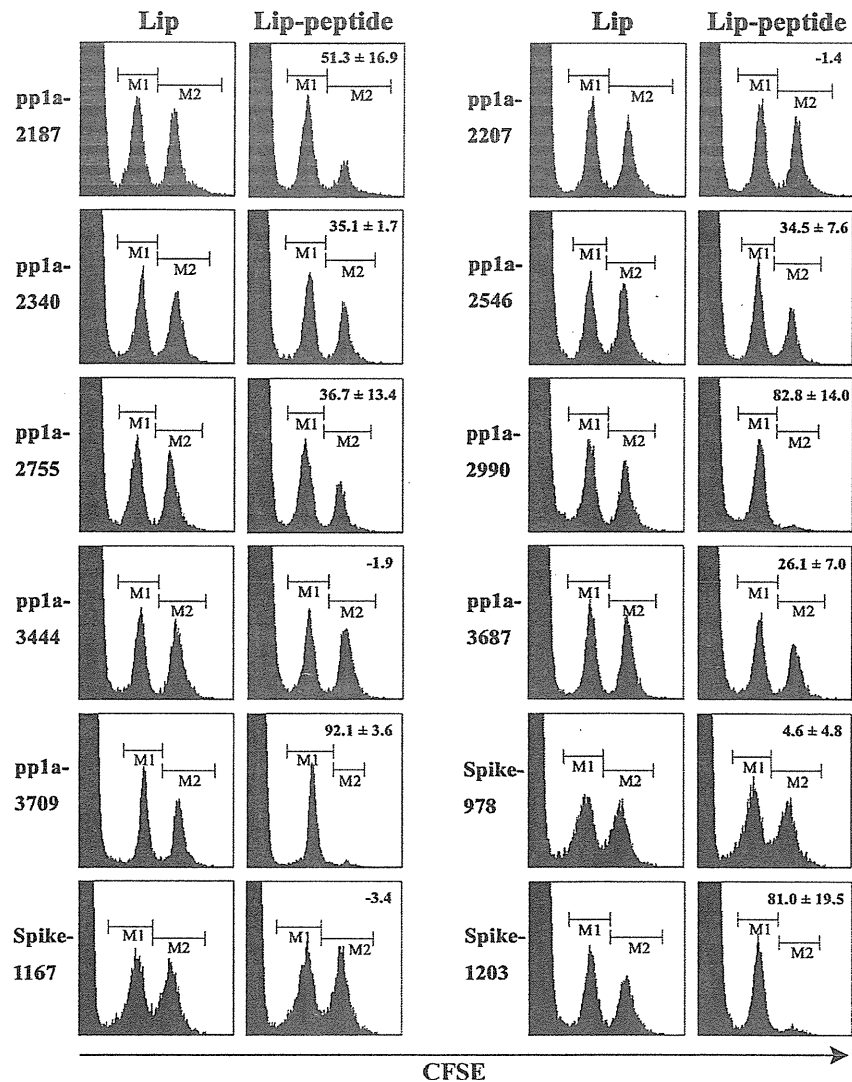 Lip Lip-peptide Lip Lip-peptide
pp1a-2187 M1 M2 51.3 ± 16.9 M1 M2
pp1a-2207 M1 M2 -1.4 M1 M2
pp1a-2340 M1 M2 35.1 ± 1.7 M1 M2
pp1a-2546 M1 M2 34.5 ± 7.6 M1 M2
pp1a-2755 M1 M2 36.7 ± 13.4 M1 M2
pp1a-2990 M1 M2 82.8 ± 14.0 M1 M2
pp1a-3444 M1 M2 -1.9 M1 M2
pp1a-3687 M1 M2 26.1 ± 7.0 M1 M2
pp1a-3709 M1 M2 92.1 ± 3.6 M1 M2
Spike-978 M1 M2 4.6 ± 4.8 M1 M2
Spike-1167 M1 M2 -3.4 M1 M2
Spike-1203 M1 M2 81.0 ± 19.5 M1 M2
CFSE